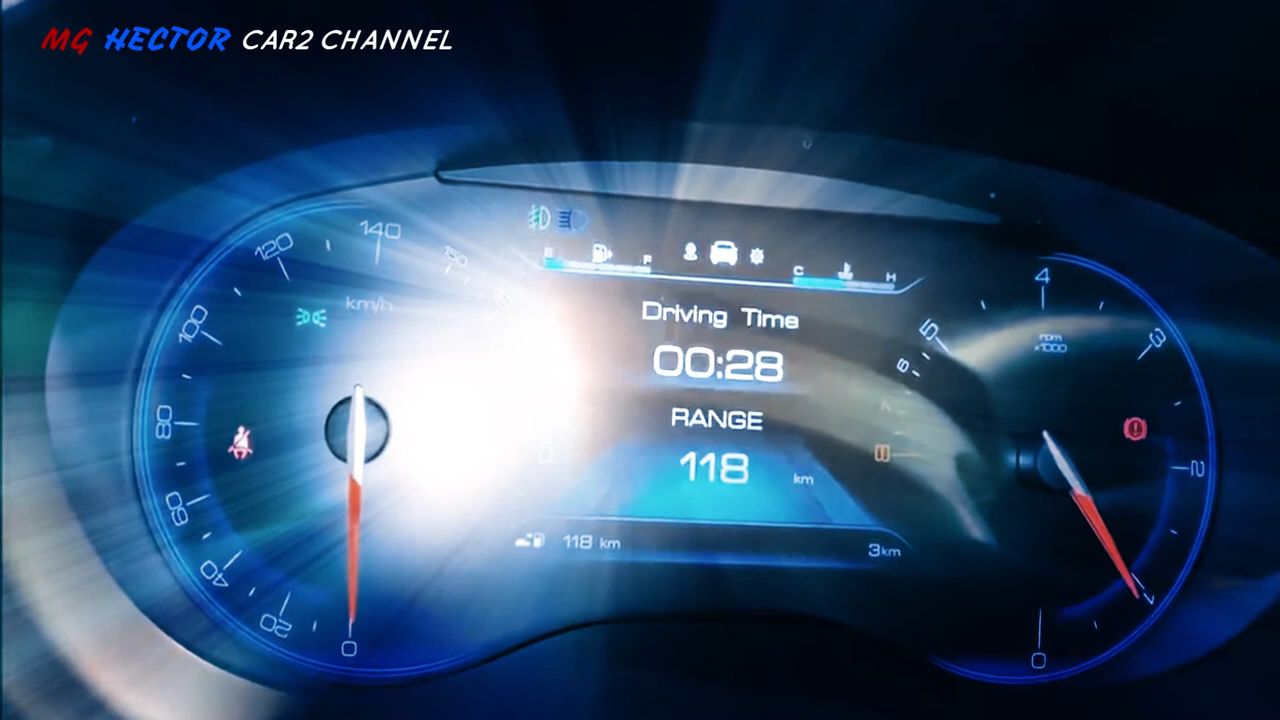 MG HECTOR CAR2 CHANNEL
E F
C H
Driving Time
00:28
RANGE
118 km
118 km
3km
km/h
0
20
40
60
80
100
120
140
rpm
x1000
0
1
2
3
4
5
6